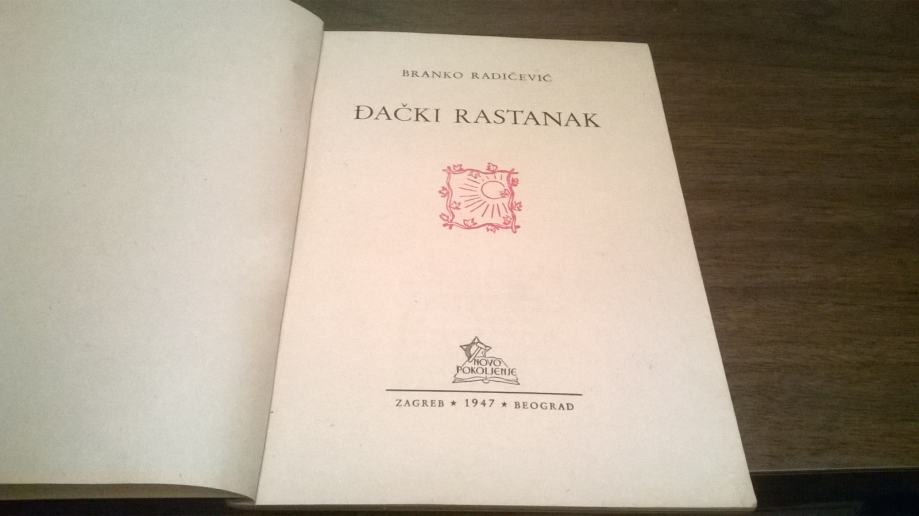 BRANKO RADIČEVIĆ
ĐAČKI RASTANAK
NOVO
POKOLJENJE
ZAGREB ★ 1947 ★ BEOGRAD